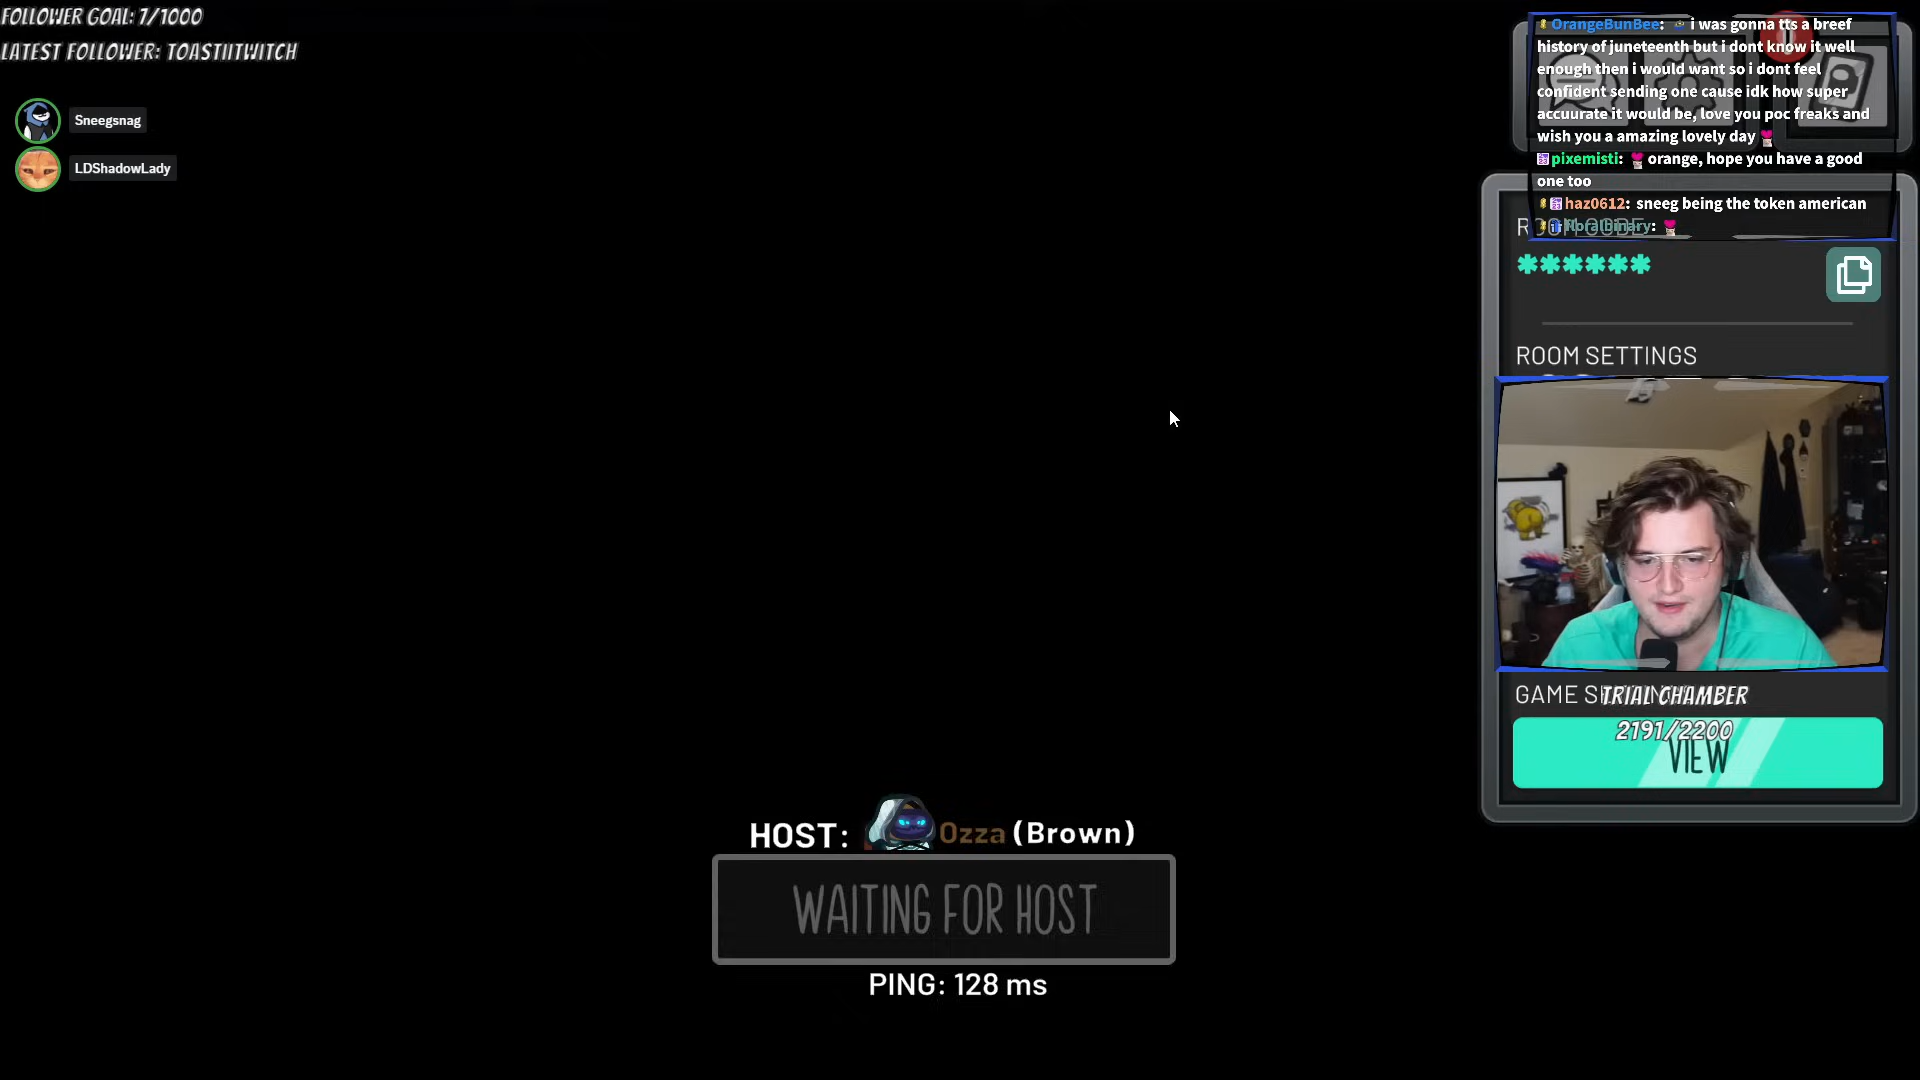 FOLLOWER GOAL: 7/1000
LATEST FOLLOWER: TOASTIITWITCH
Sneegsnag
LDShadowLady
OrangeBunBee: i was gonna tts a breef
history of juneteenth but i dont know it well
enough then i would want so i dont feel
confident sending one cause idk how super
accuurate it would be, love you poc freaks and
wish you a amazing lovely day
pixemisti: orange, hope you have a good
one too
haz0612: sneeg being the token american
floralbinary:
ROOM CODE
******
ROOM SETTINGS
TRIAL CHAMBER
2191/2200
VIEW
HOST: Ozza (Brown)
WAITING FOR HOST
PING: 128 ms